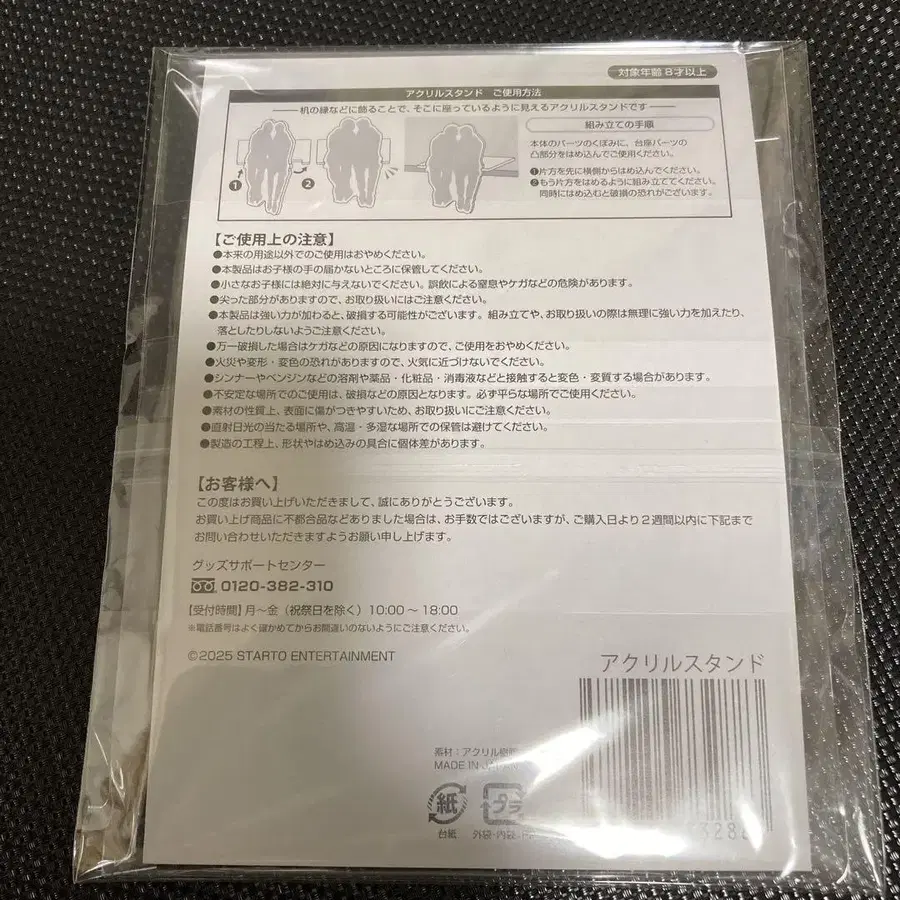 対象年齢8才以上
アクリルスタンド ご使用方法
机の縁などに飾ることで、そこに座っているように見えるアクリルスタンドです
組み立ての手順
本体のパーツのくぼみに、台座パーツの
凸部分をはめ込んでご使用ください。
❶片方を先に横側からはめ込んでください。
❷もう片方をはめるように組み立ててください。
同時にはめ込むと破損の恐れがございます。
❶
❷
【ご使用上の注意】
●本来の用途以外でのご使用はおやめください。
●本製品はお子様の手の届かないところに保管してください。
●小さなお子様には絶対に与えないでください。誤飲による窒息やケガなどの危険があります。
●尖った部分がありますので、お取り扱いにはご注意ください。
●本製品は強い力が加わると、破損する可能性がございます。組み立てや、お取り扱いの際は無理に強い力を加えたり、
落としたりしないようご注意ください。
●万一破損した場合はケガなどの原因になりますので、ご使用をおやめください。
●火災や変形・変色の恐れがありますので、火気に近づけないでください。
●シンナーやベンジンなどの溶剤や薬品・化粧品・消毒液などと接触すると変色・変質する場合があります。
●不安定な場所でのご使用は、破損などの原因となります。必ず平らな場所でご使用ください。
●素材の性質上、表面に傷がつきやすいため、お取り扱いにご注意ください。
●直射日光の当たる場所や、高温・多湿な場所での保管は避けてください。
●製造の工程上、形状やはめ込みの具合に個体差があります。
【お客様へ】
この度はお買い上げいただきまして、誠にありがとうございます。
お買い上げ商品に不都合品などありました場合は、お手数ではございますが、ご購入日より2週間以内に下記まで
お問い合わせいただきますようお願い申し上げます。
グッズサポートセンター
0120-382-310
【受付時間】月~金(祝祭日を除く)10:00~18:00
※電話番号はよく確かめてからお間違いのないようにご注意ください。
©2025 STARTO ENTERTAINMENT
アクリルスタンド
素材:アクリル樹脂
MADE IN JAPAN
紙
プラ
台紙
外袋・内袋